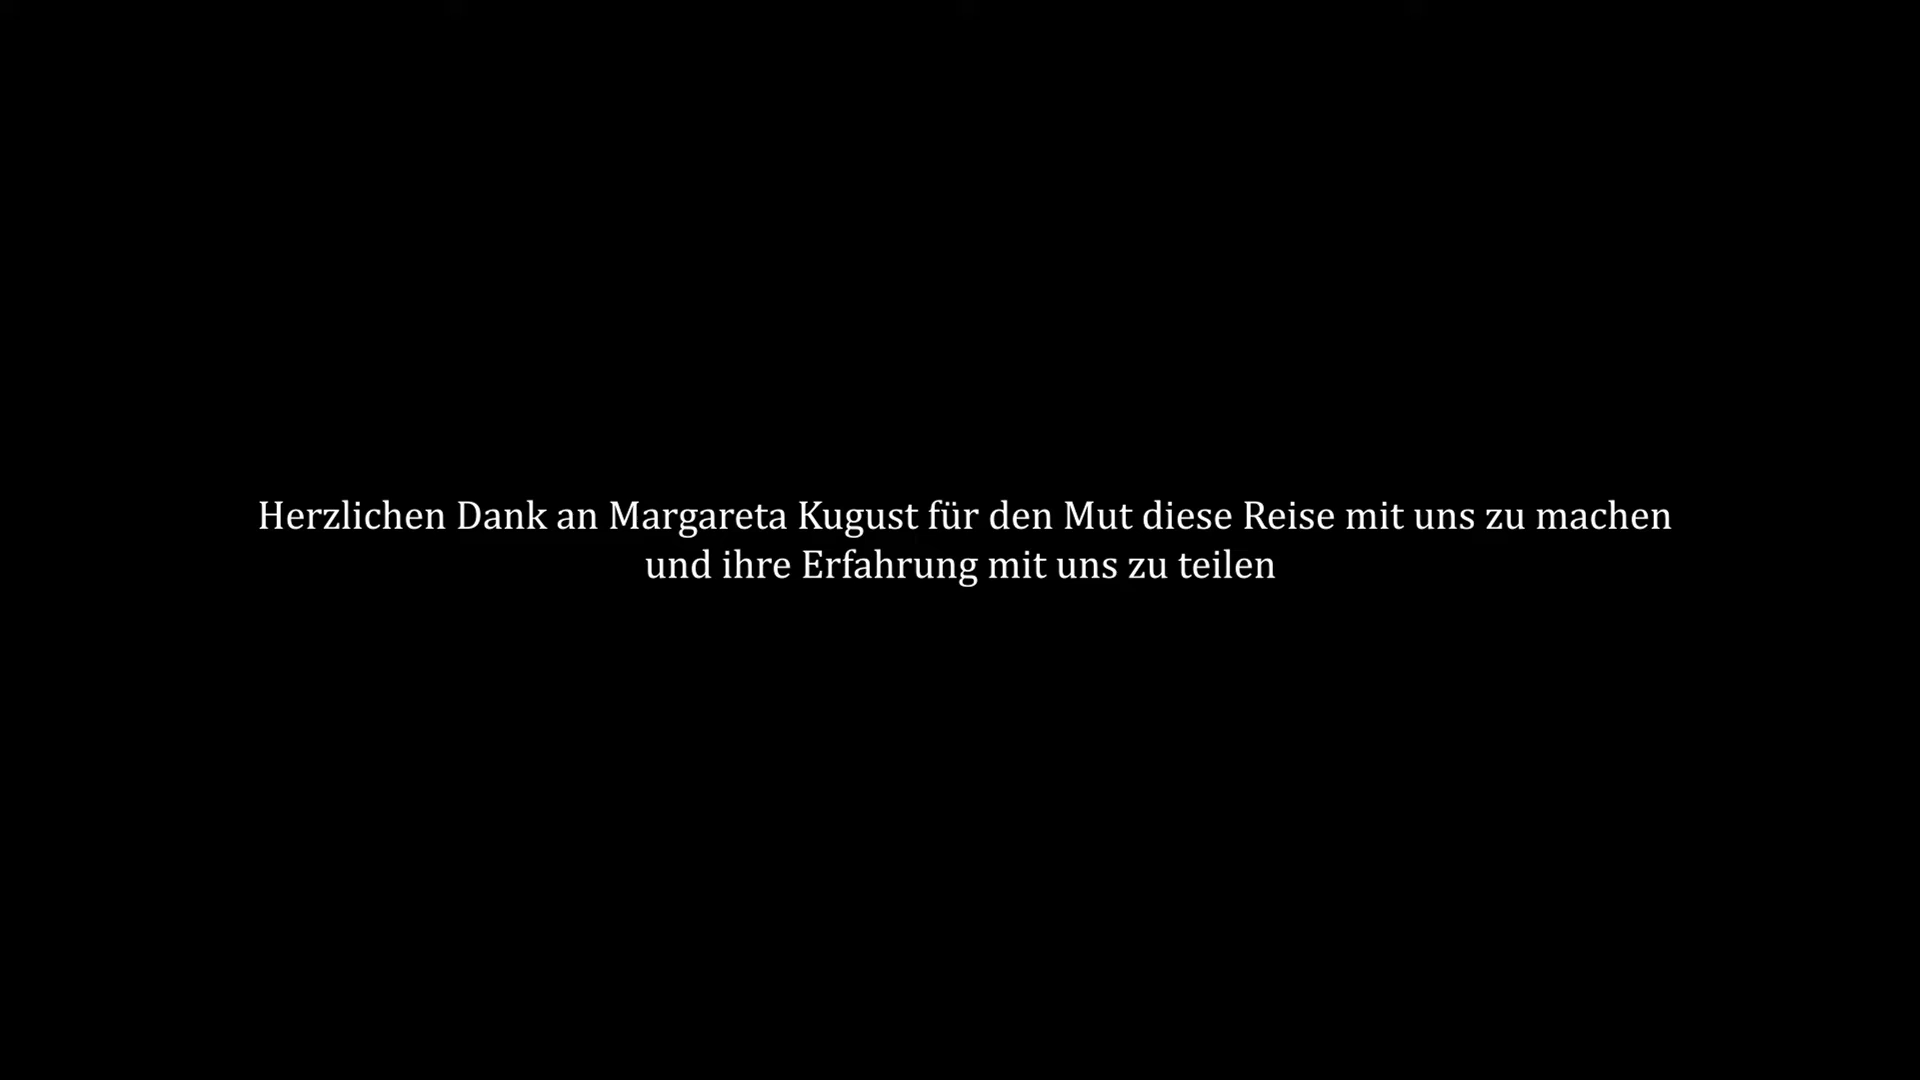 Herzlichen Dank an Margareta Kugust für den Mut diese Reise mit uns zu machen
und ihre Erfahrung mit uns zu teilen